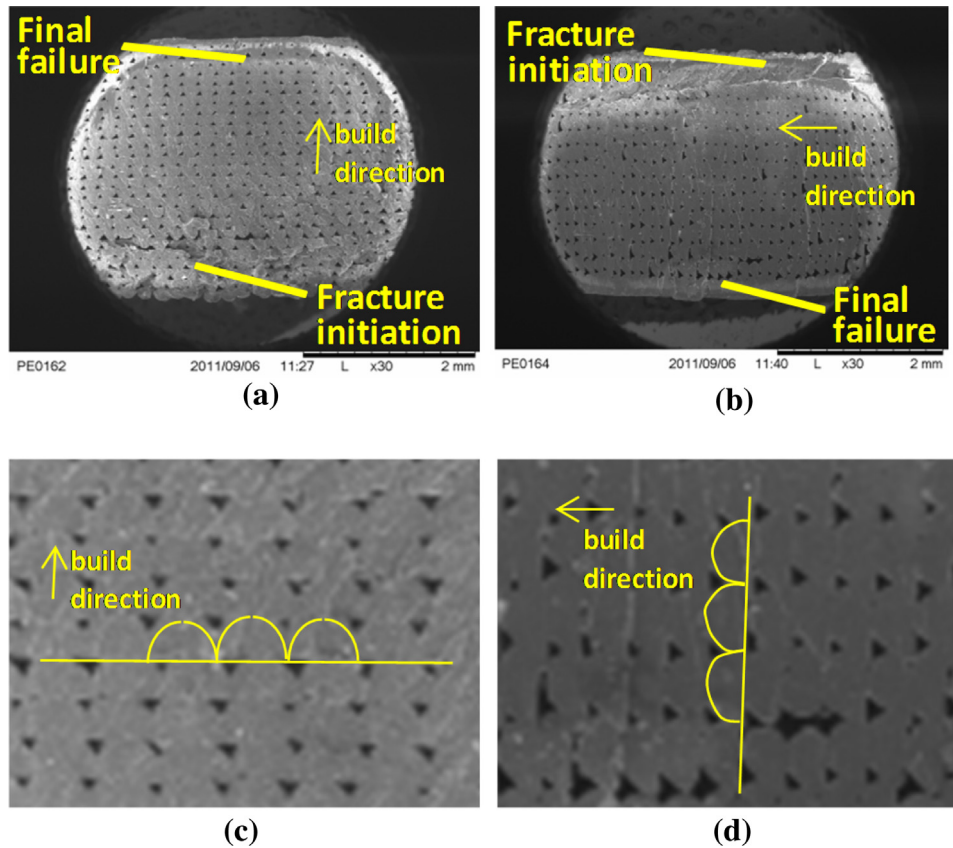 Final
failure
build
direction
Fracture
initiation
PE0162 2011/09/06 11:27 L x30 2 mm
(a)
Fracture
initiation
build
direction
Final
failure
PE0164 2011/09/06 11:40 L x30 2 mm
(b)
build
direction
(c)
build
direction
(d)